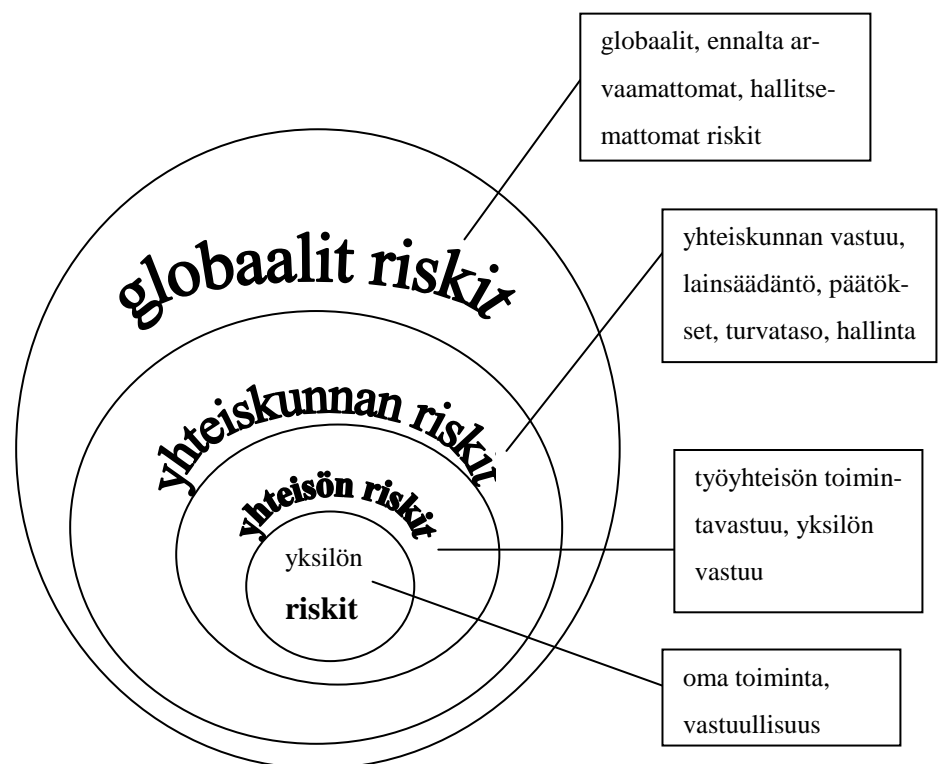 globaalit, ennalta ar-
vaamattomat, hallitse-
mattomat riskit
globaalit riskit
yhteiskunnan vastuu,
lainsäädäntö, päätök-
set, turvataso, hallinta
yhteiskunnan riskit
työyhteisön toimin-
tavastuu, yksilön
vastuu
yhteisön riskit
yksilön
riskit
oma toiminta,
vastuullisuus